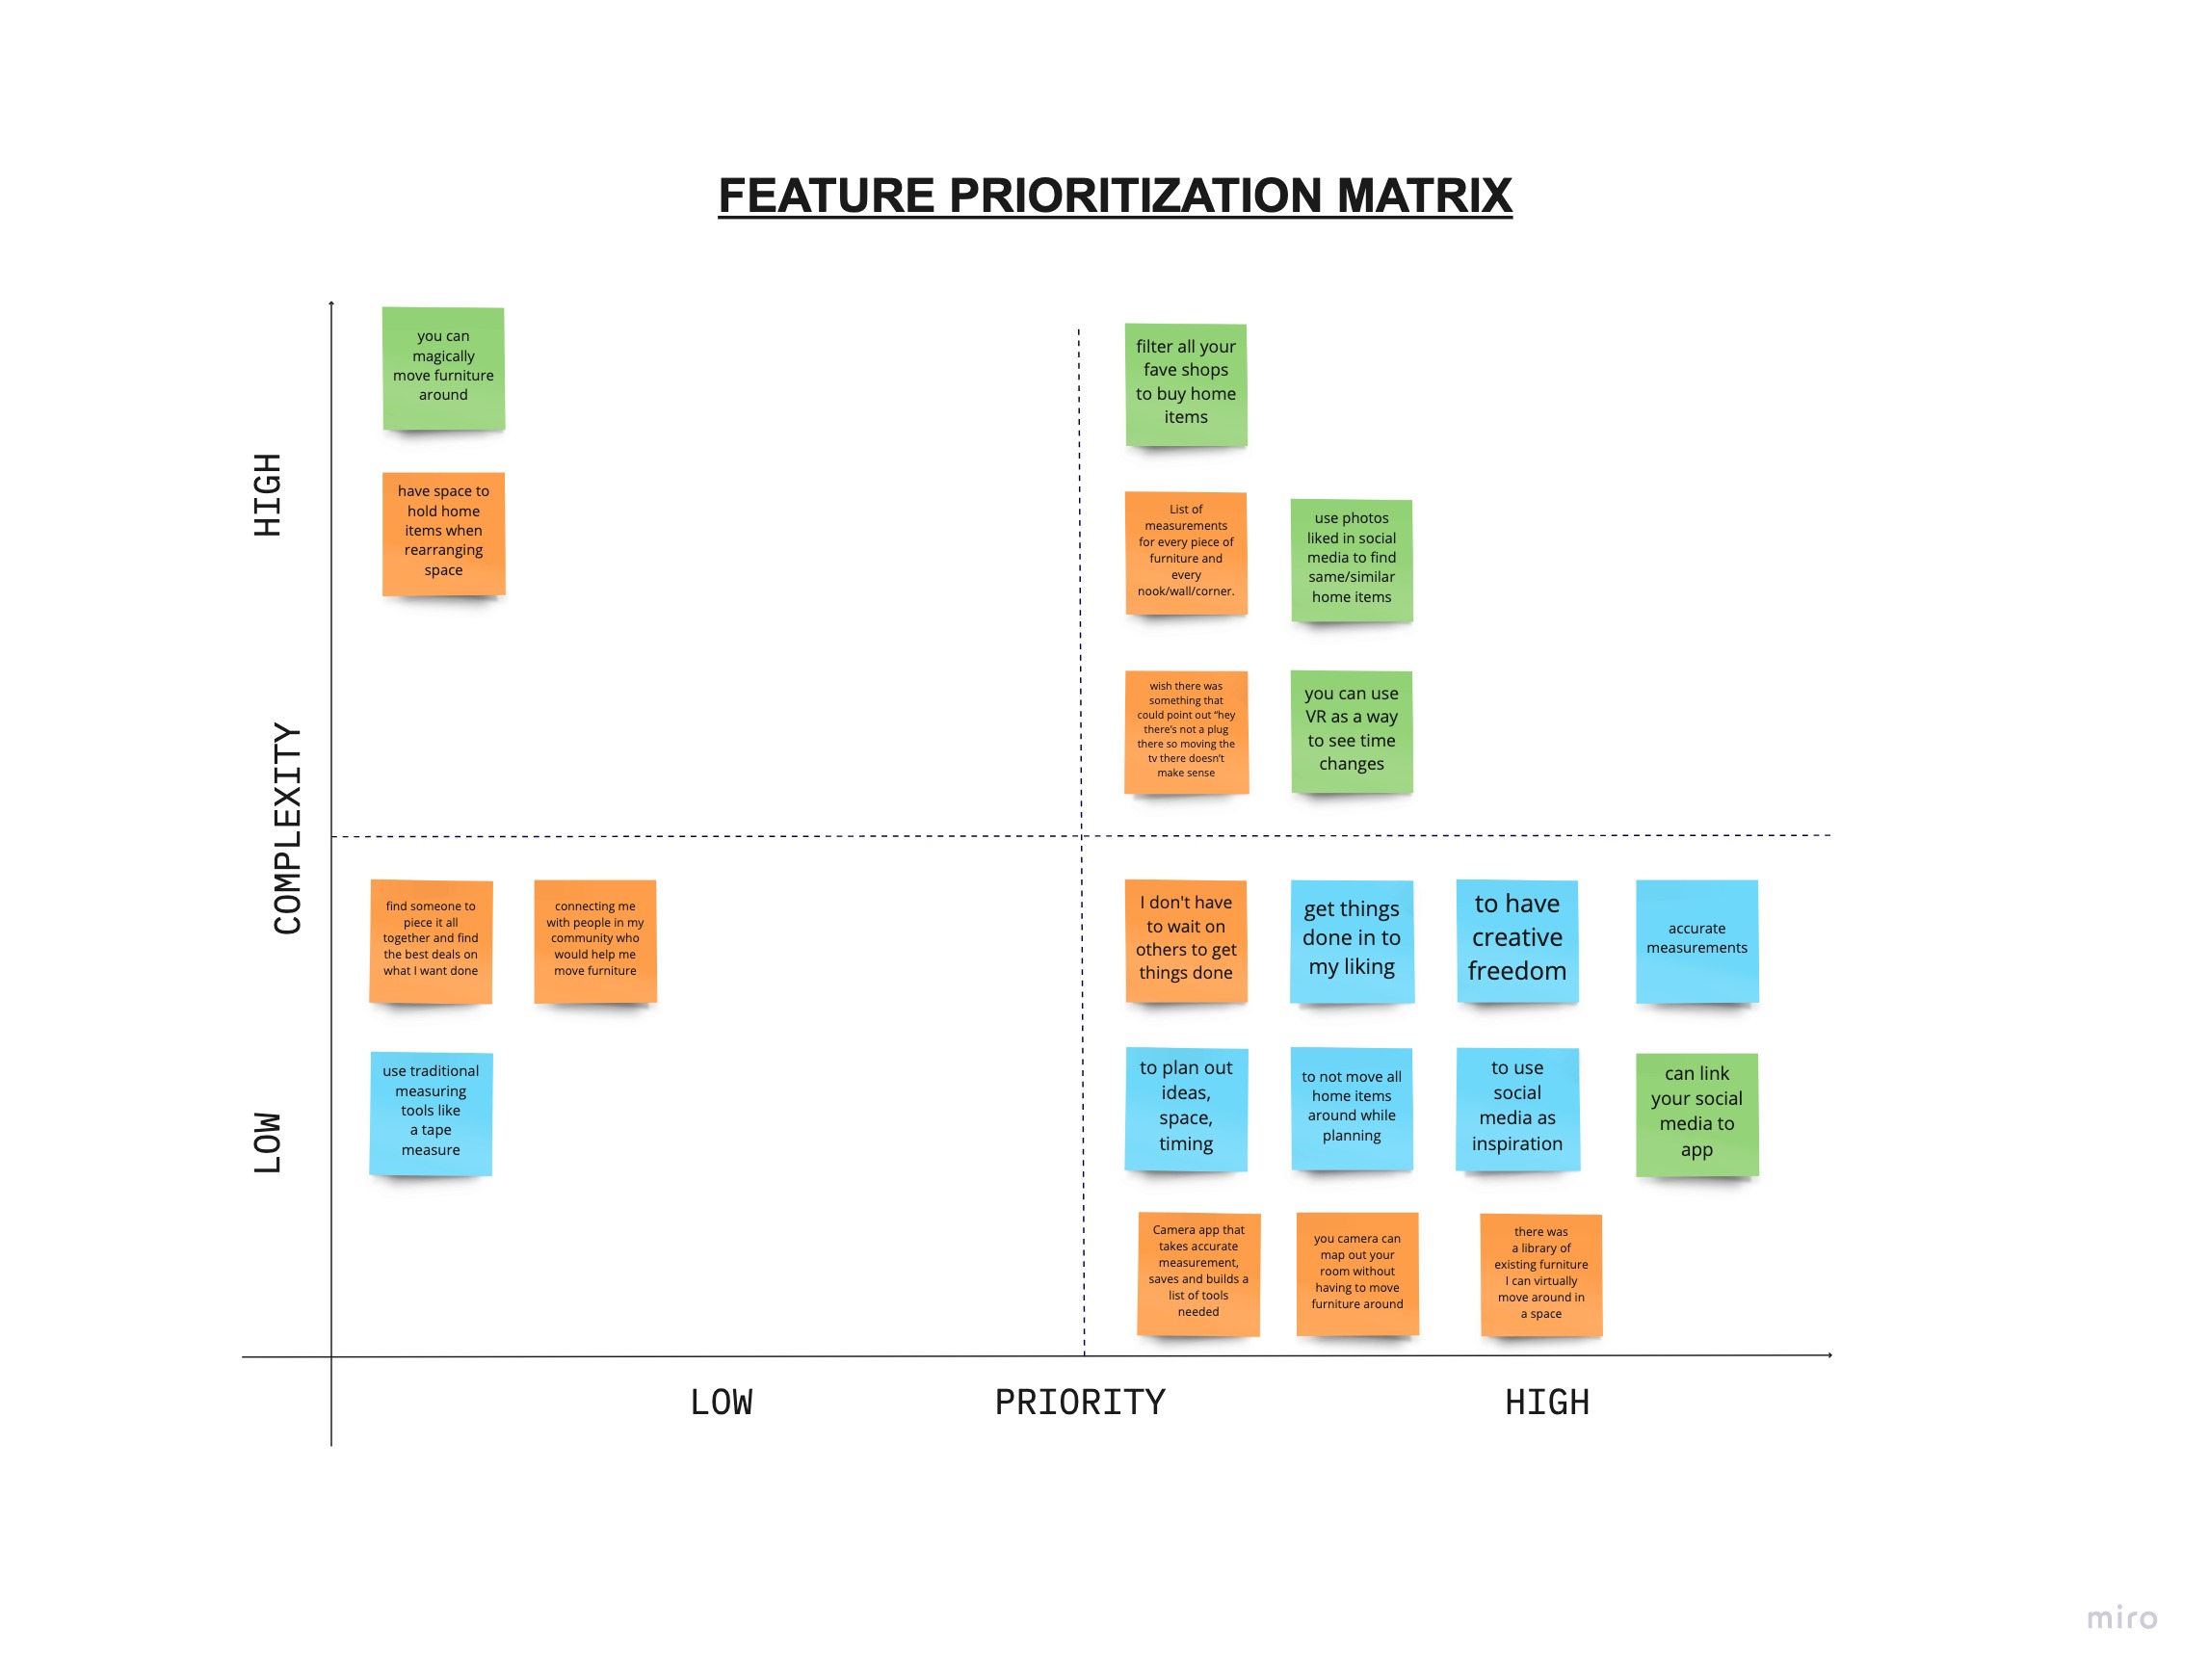 FEATURE PRIORITIZATION MATRIX
HIGH
COMPLEXITY
LOW
you can
magically
move furniture
around
have space to
hold home
items when
rearranging
space
filter all your
fave shops
to buy home
items
List of
measurements
for every piece of
furniture and
every
nook/wall/corner.
use photos
liked in social
media to find
same/similar
home items
wish there was
something that
could point out “hey
there's not a plug
there so moving the
tv there doesn't
make sense
you can use
VR as a way
to see time
changes
find someone to
piece it all
together and find
the best deals on
what I want done
connecting me
with people in my
community who
would help me
move furniture
use traditional
measuring
tools like
a tape
measure
I don't have
to wait on
others to get
things done
get things
done in to
my liking
to have
creative
freedom
accurate
measurements
to plan out
ideas,
space,
timing
to not move all
home items
around while
planning
to use
social
media as
inspiration
can link
your social
media to
app
Camera app that
takes accurate
measurement,
saves and builds a
list of tools
needed
you camera can
map out your
room without
having to move
furniture around
there was
a library of
existing furniture
I can virtually
move around in
a space
LOW
PRIORITY
HIGH
miro